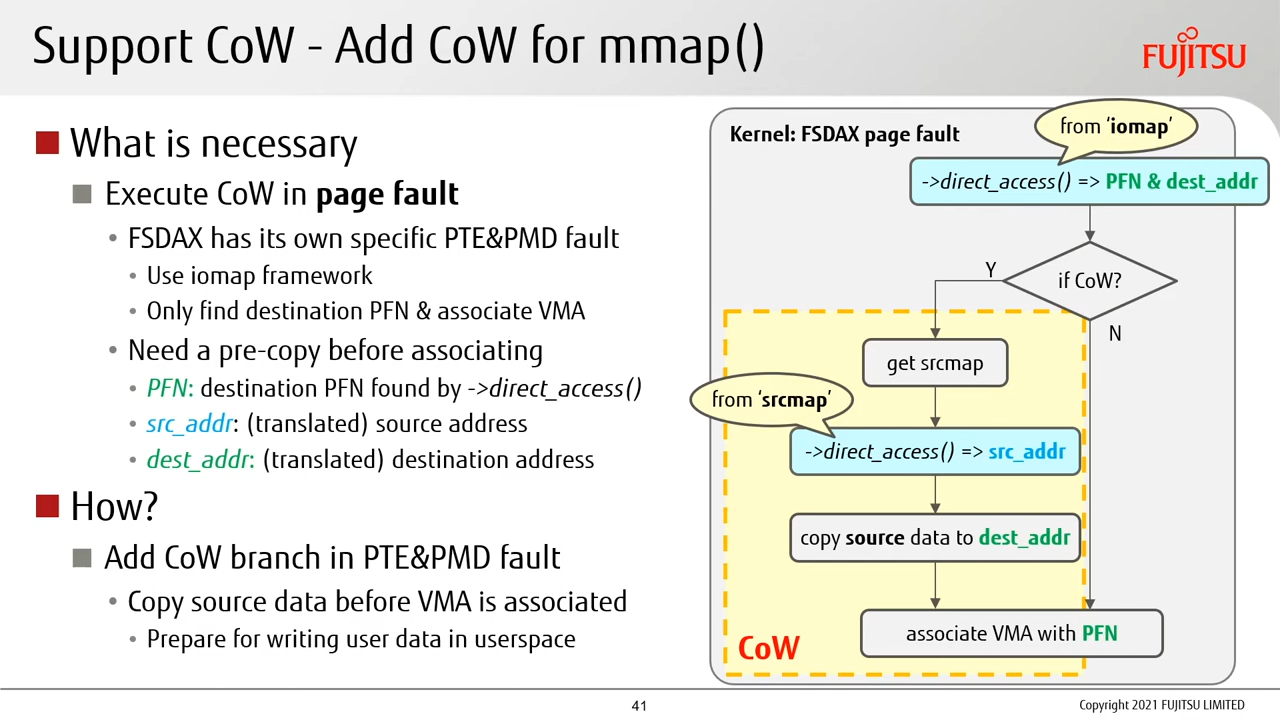 Support CoW - Add CoW for mmap()
FUJITSU
What is necessary
Execute CoW in page fault
• FSDAX has its own specific PTE&PMD fault
• Use iomap framework
• Only find destination PFN & associate VMA
• Need a pre-copy before associating
• PFN: destination PFN found by ->direct_access()
• src_addr: (translated) source address
• dest_addr: (translated) destination address
How?
Add CoW branch in PTE&PMD fault
• Copy source data before VMA is associated
• Prepare for writing user data in userspace
Kernel: FSDAX page fault
from ‘iomap’
->direct_access() => PFN & dest_addr
if CoW?
Y
N
get srcmap
from ‘srcmap’
->direct_access() => src_addr
copy source data to dest_addr
associate VMA with PFN
CoW
41
Copyright 2021 FUJITSU LIMITED